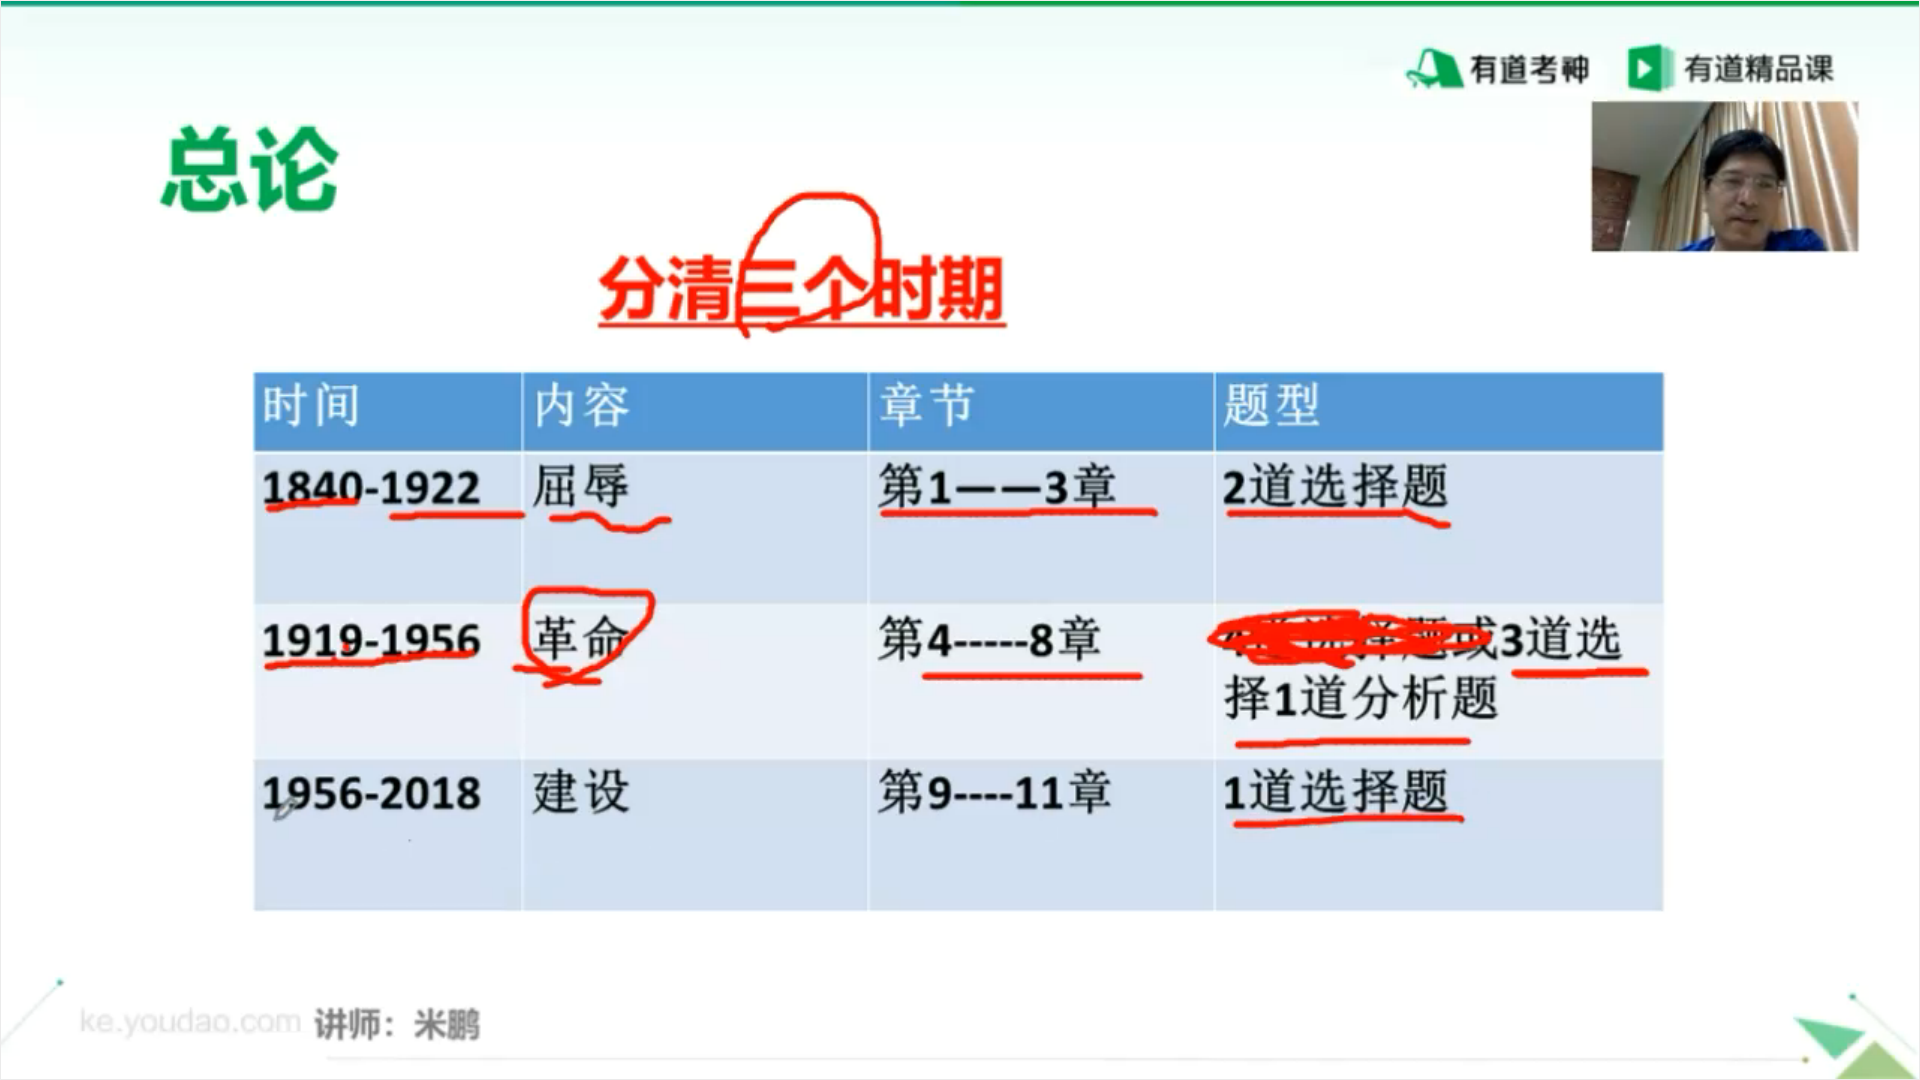 有道考神
有道精品课
总论
分清三个时期
时间 内容 章节 题型
1840-1922 屈辱 第1——3章 2道选择题
1919-1956 革命 第4-----8章 选择题或3道选
择1道分析题
1956-2018 建设 第9----11章 1道选择题
ke.youdao.com 讲师：米鹏